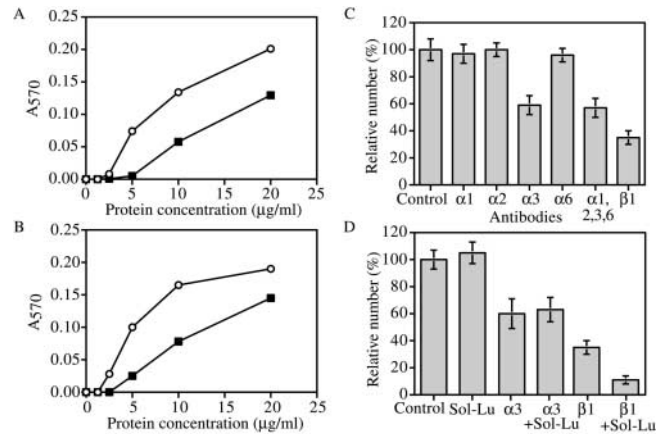 A
0.25
0.20
0.15
0.10
0.05
0.00
A570
0 5 10 15 20 25
Protein concentration (μg/ml)
B
0.25
0.20
0.15
0.10
0.05
0.00
A570
0 5 10 15 20 25
Protein concentration (μg/ml)
C
120
100
80
60
40
20
0
Relative number (%)
Control α1 α2 α3 α6 α1, β1
2,3,6
Antibodies
D
120
100
80
60
40
20
0
Relative number (%)
Control Sol-Lu α3 α3 β1 β1
+Sol-Lu +Sol-Lu